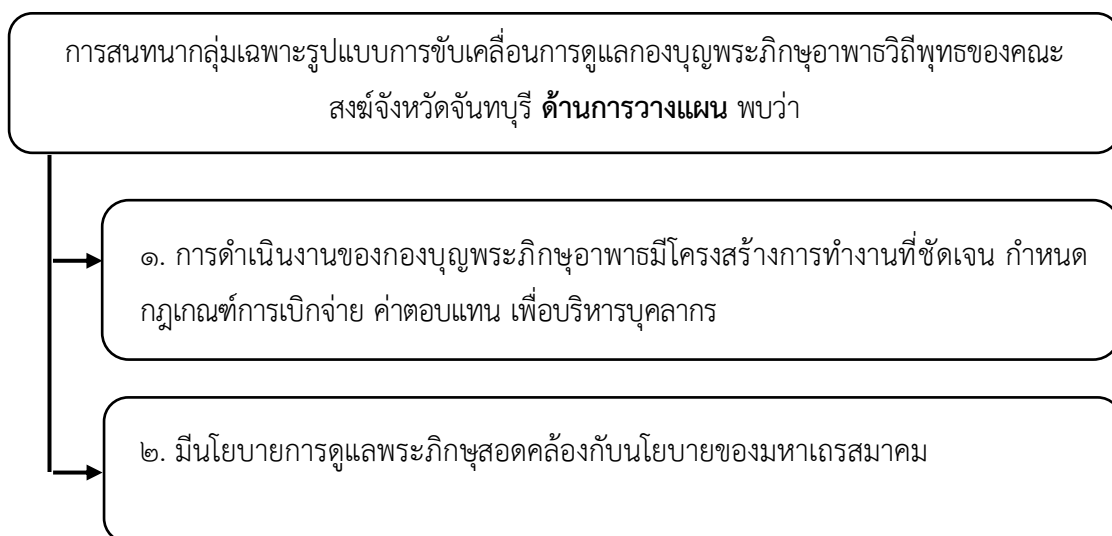 การสนทนากลุ่มเฉพาะรูปแบบการขับเคลื่อนการดูแลกองบุญพระภิกษุอาพาธวิถีพุทธของคณะ
สงฆ์จังหวัดจันทบุรี ด้านการวางแผน พบว่า
๑. การดำเนินงานของกองบุญพระภิกษุอาพาธมีโครงสร้างการทำงานที่ชัดเจน กำหนด
กฎเกณฑ์การเบิกจ่าย ค่าตอบแทน เพื่อบริหารบุคลากร
๒. มีนโยบายการดูแลพระภิกษุสอดคล้องกับนโยบายของมหาเถรสมาคม